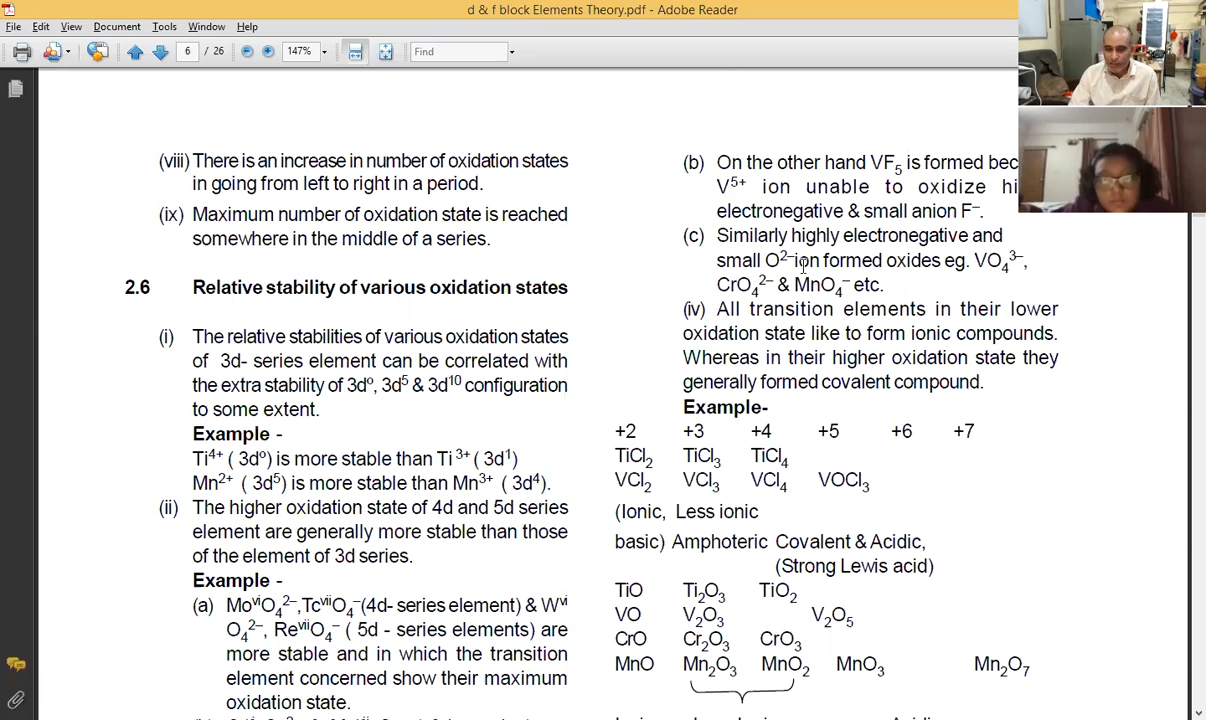 d & f block Elements Theory.pdf - Adobe Reader
File Edit View Document Tools Window Help
6 / 26 147% Find
(viii) There is an increase in number of oxidation states
in going from left to right in a period.
(ix) Maximum number of oxidation state is reached
somewhere in the middle of a series.
2.6 Relative stability of various oxidation states
(i) The relative stabilities of various oxidation states
of 3d- series element can be correlated with
the extra stability of 3d⁰, 3d⁵ & 3d¹⁰ configuration
to some extent.
Example -
Ti⁴⁺ ( 3d⁰) is more stable than Ti ³⁺ ( 3d¹)
Mn²⁺ ( 3d⁵) is more stable than Mn³⁺ ( 3d⁴).
(ii) The higher oxidation state of 4d and 5d series
element are generally more stable than those
of the element of 3d series.
Example -
(a) Mo^viO₄²⁻,Tc^viiO₄⁻(4d- series element) & W^vi
O₄²⁻, Re^viiO₄⁻ ( 5d - series elements) are
more stable and in which the transition
element concerned show their maximum
oxidation state.
(b) On the other hand VF₅ is formed bec
V⁵⁺ ion unable to oxidize hi
electronegative & small anion F⁻.
(c) Similarly highly electronegative and
small O²⁻ion formed oxides eg. VO₄³⁻,
CrO₄²⁻ & MnO₄⁻ etc.
(iv) All transition elements in their lower
oxidation state like to form ionic compounds.
Whereas in their higher oxidation state they
generally formed covalent compound.
Example-
+2 +3 +4 +5 +6 +7
TiCl₂ TiCl₃ TiCl₄
VCl₂ VCl₃ VCl₄ VOCl₃
(Ionic, Less ionic
basic) Amphoteric Covalent & Acidic,
(Strong Lewis acid)
TiO Ti₂O₃ TiO₂
VO V₂O₃ V₂O₅
CrO Cr₂O₃ CrO₃
MnO Mn₂O₃ MnO₂ MnO₃ Mn₂O₇